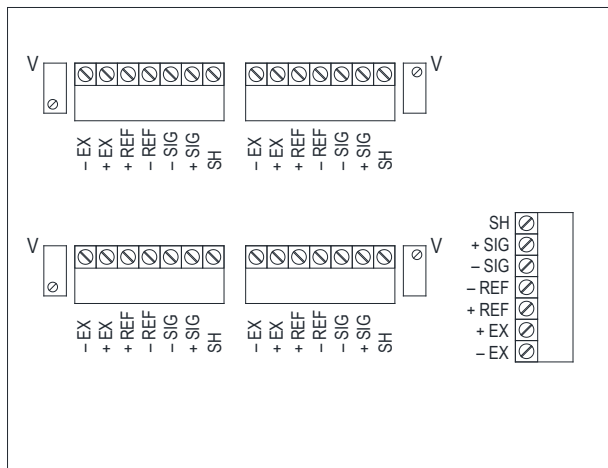 V
V
– EX
+ EX
+ REF
– REF
– SIG
+ SIG
SH
– EX
+ EX
+ REF
– REF
– SIG
+ SIG
SH
V
V
– EX
+ EX
+ REF
– REF
– SIG
+ SIG
SH
– EX
+ EX
+ REF
– REF
– SIG
+ SIG
SH
SH
+ SIG
– SIG
– REF
+ REF
+ EX
– EX